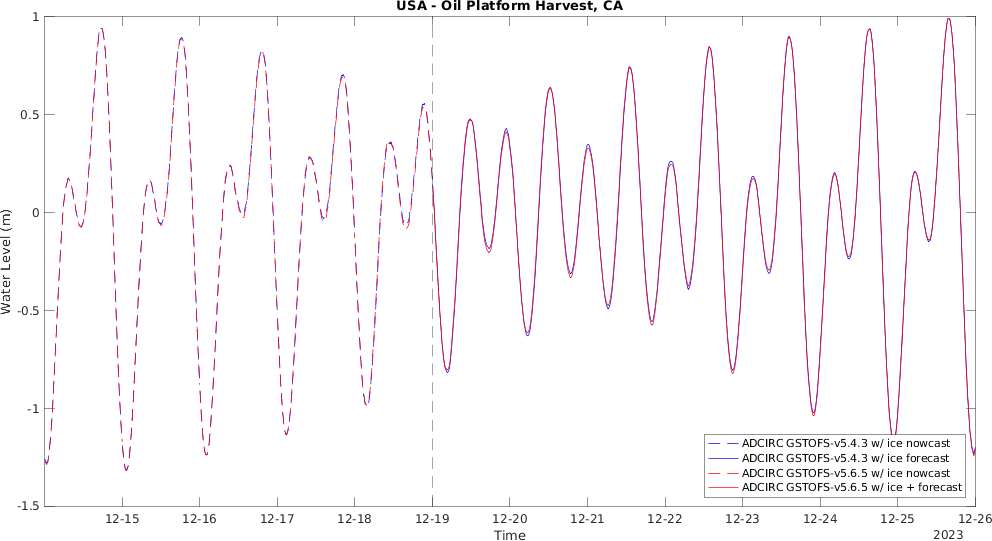 USA - Oil Platform Harvest, CA
1
0.5
0
-0.5
-1
-1.5
Water Level (m)
ADCIRC GSTOFS-v5.4.3 w/ ice nowcast
ADCIRC GSTOFS-v5.4.3 w/ ice forecast
ADCIRC GSTOFS-v5.6.5 w/ ice nowcast
ADCIRC GSTOFS-v5.6.5 w/ ice + forecast
12-15 12-16 12-17 12-18 12-19 12-20 12-21 12-22 12-23 12-24 12-25 12-26
Time
2023